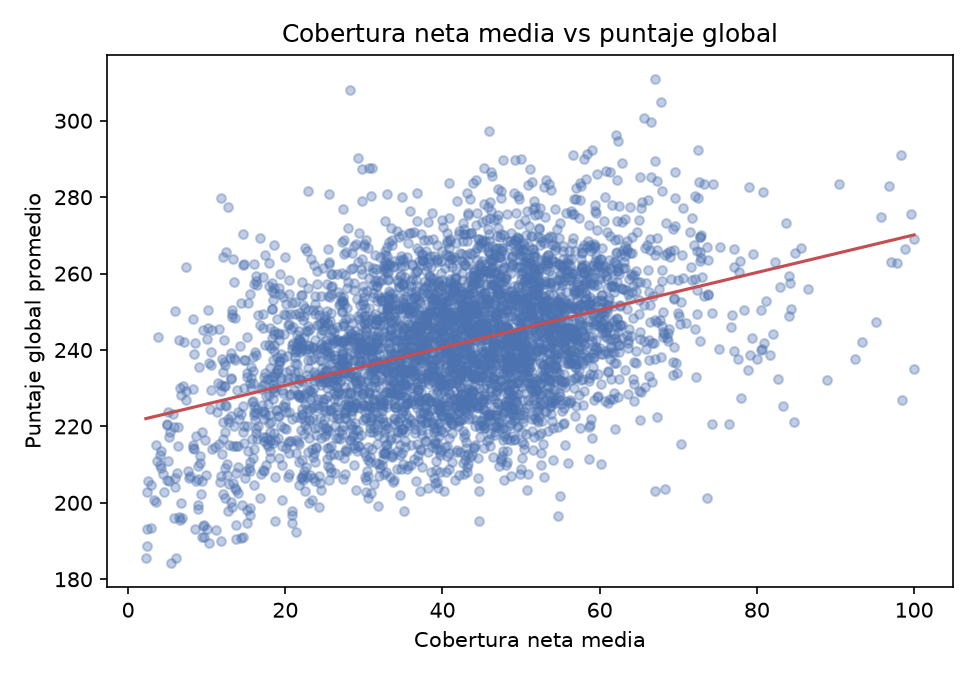 Cobertura neta media vs puntaje global
Puntaje global promedio
300
280
260
240
220
200
180
0 20 40 60 80 100
Cobertura neta media